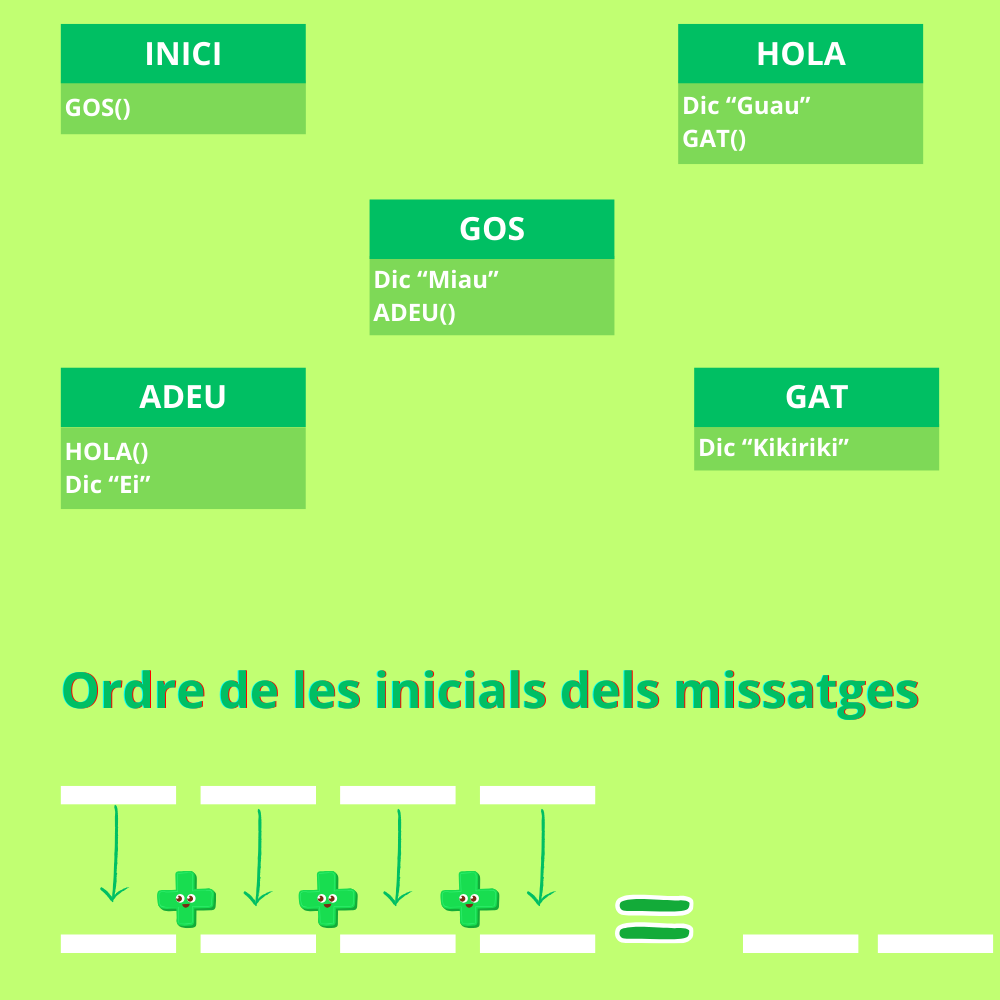 INICI
GOS()
HOLA
Dic “Guau”
GAT()
GOS
Dic “Miau”
ADEU()
ADEU
HOLA()
Dic “Ei”
GAT
Dic “Kikiriki”
Ordre de les inicials dels missatges